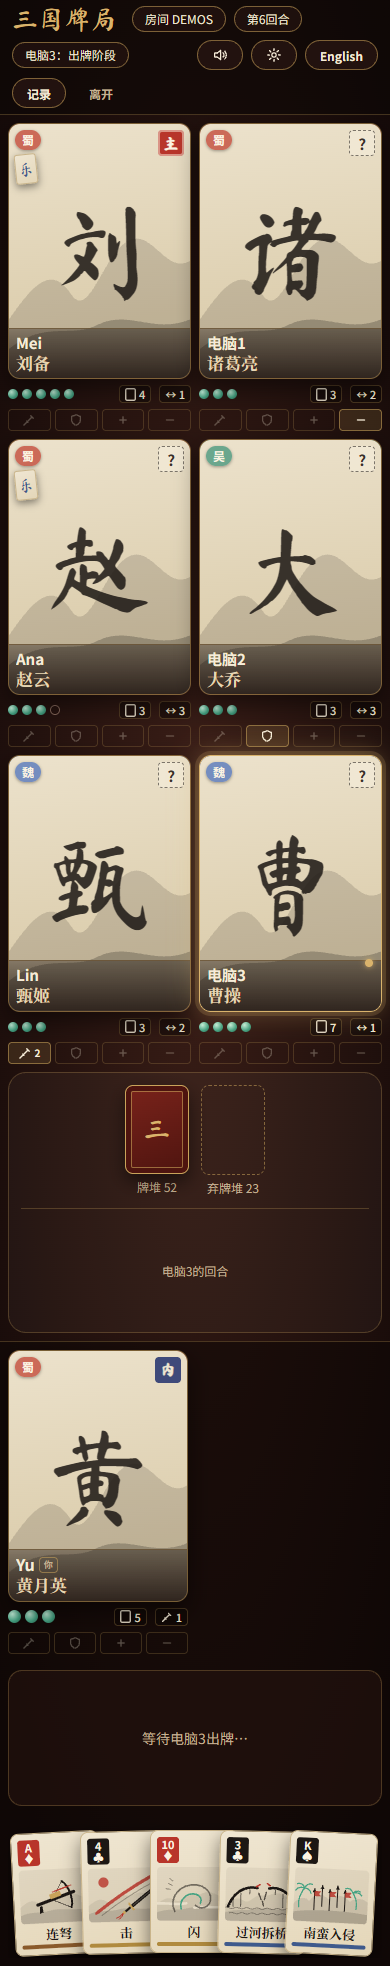 三国牌局 房间 DEMOS 第6回合
电脑3：出牌阶段 English
记录 离开
蜀 主
乐
刘
Mei
刘备
4 ↔1
蜀 ?
诸
电脑1
诸葛亮
3 ↔2
蜀 ?
乐
赵
Ana
赵云
3 ↔3
吴 ?
大
电脑2
大乔
3 ↔3
魏 ?
甄
Lin
甄姬
3 ↔2
2
魏 ?
曹
电脑3
曹操
7 ↔1
三
牌堆 52 弃牌堆 23
电脑3的回合
蜀 内
黄
Yu 你
黄月英
5 1
等待电脑3出牌…
A♦ 4♣ 10♦ 3♣ K♠
连弩 击 闪 过河拆桥 南蛮入侵